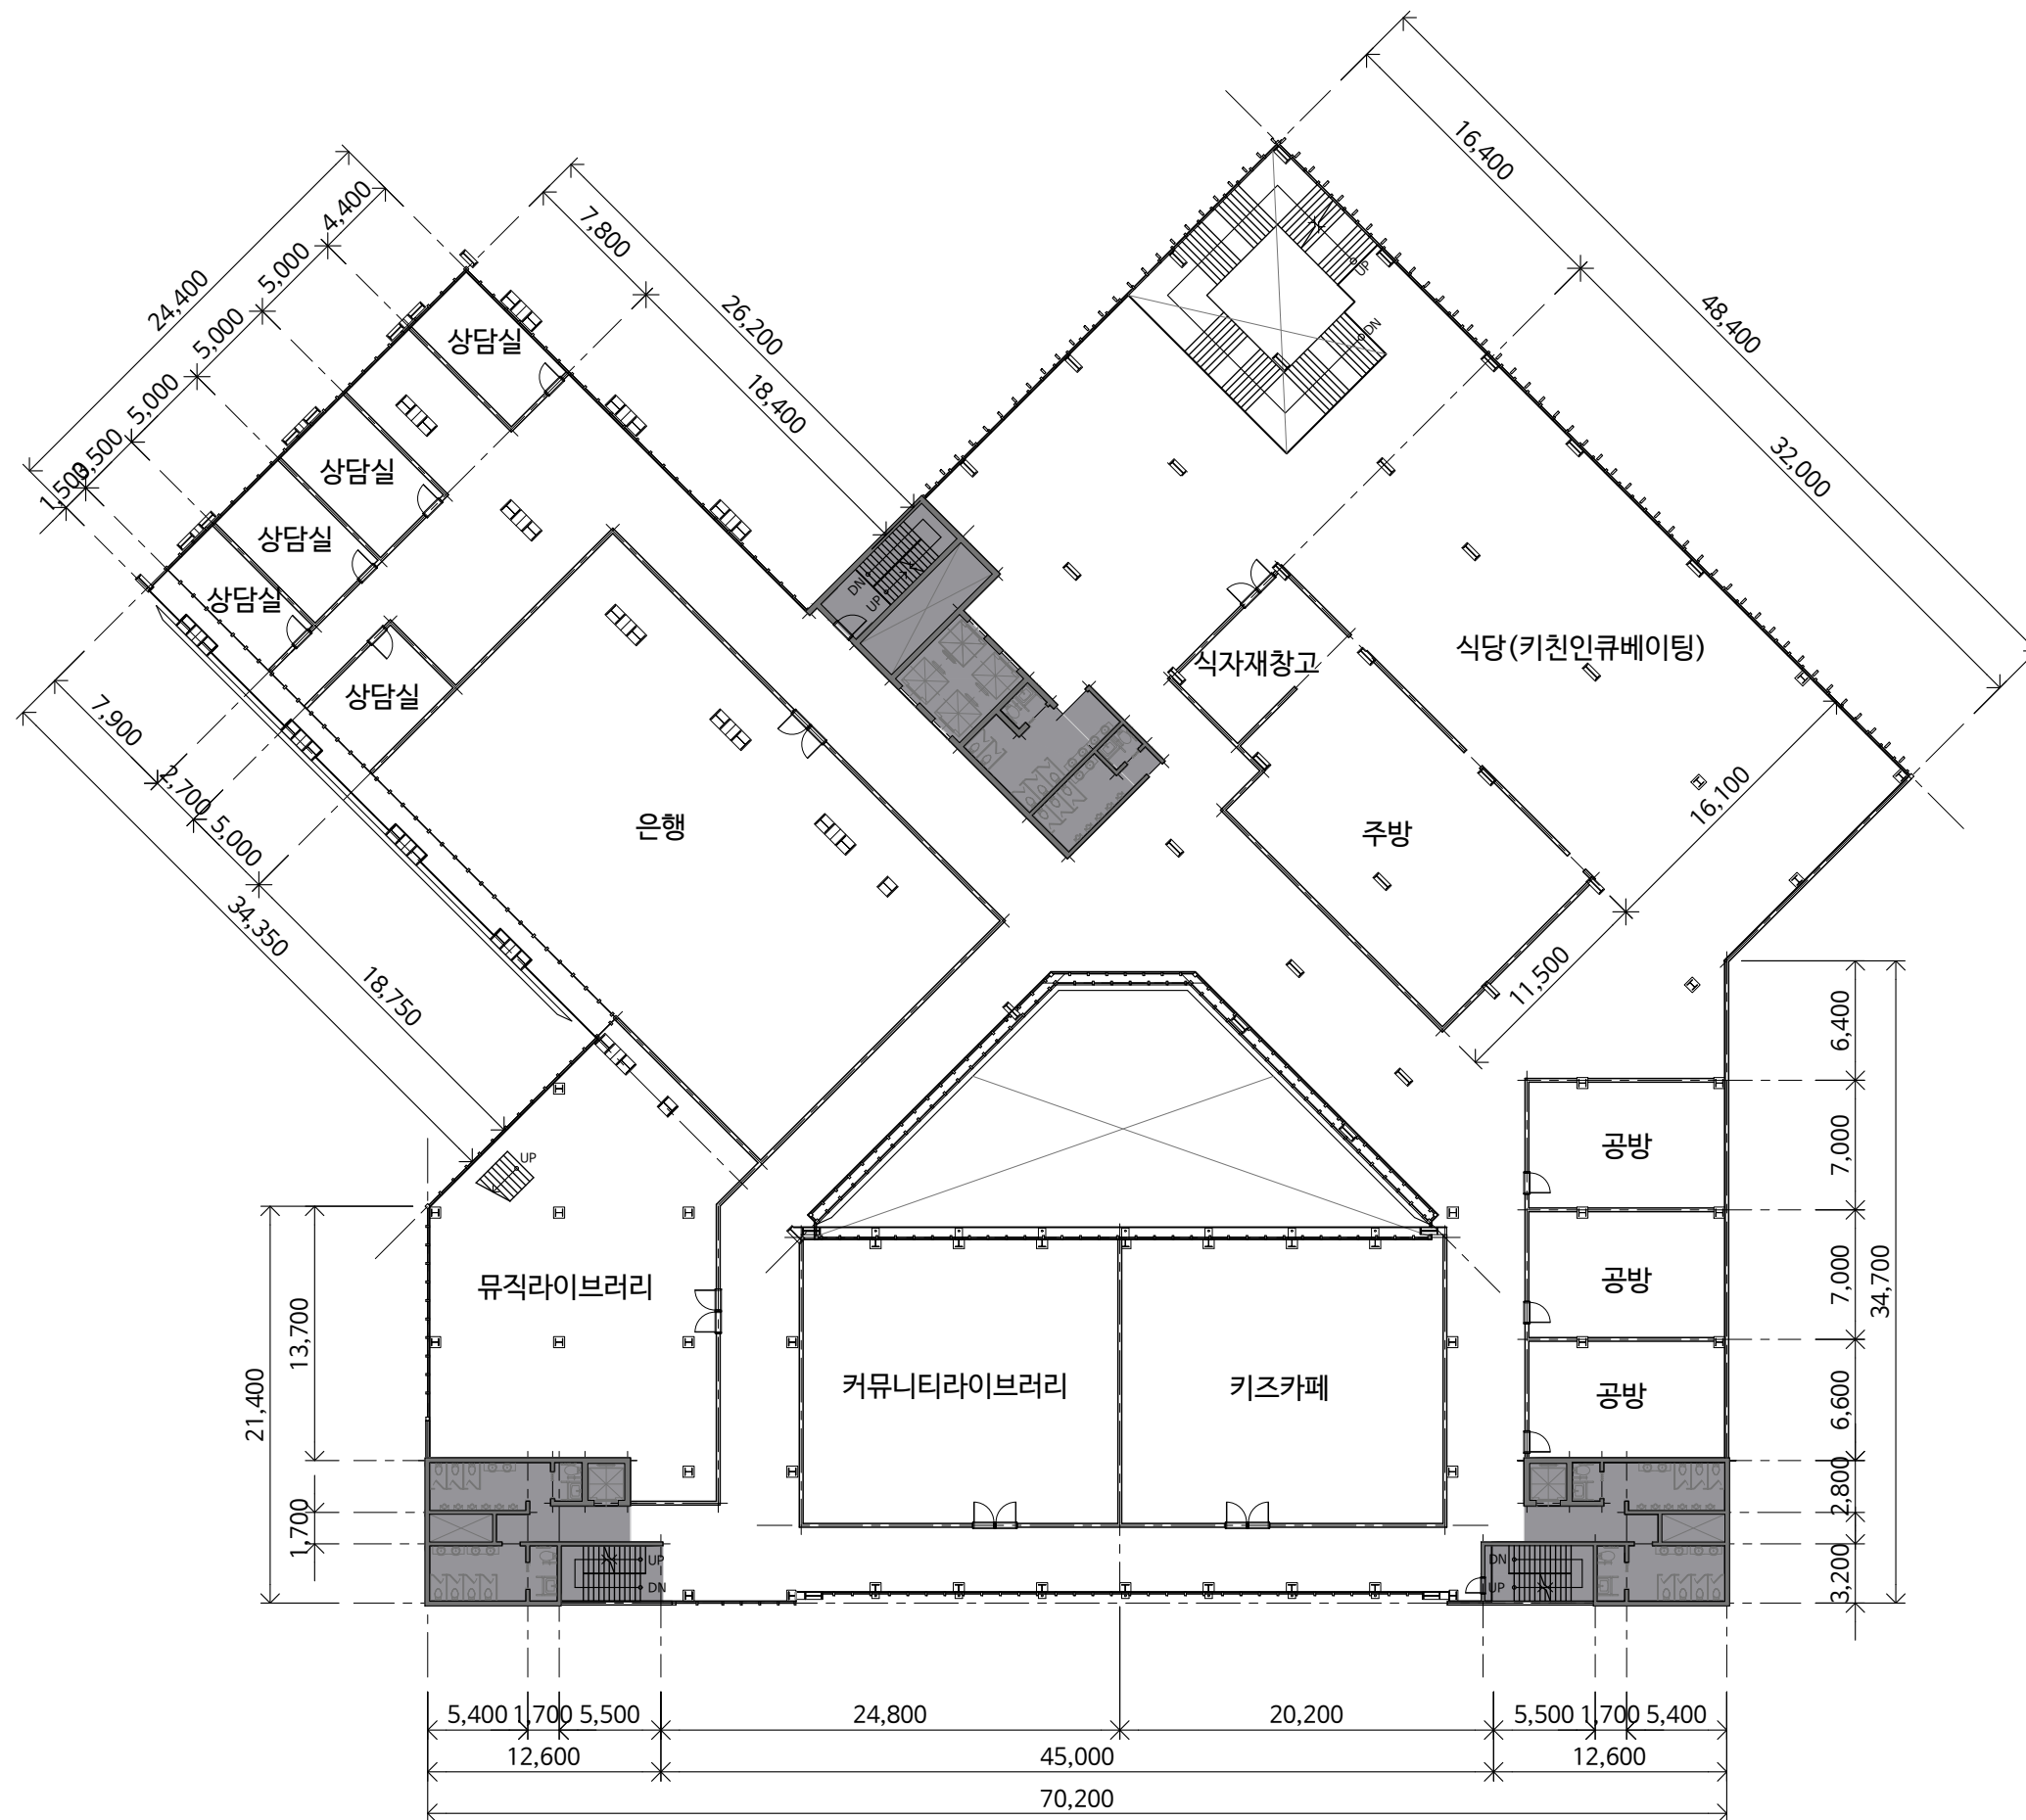 16,400
48,400
32,000
4,400
5,000
5,000
5,000
3,500
1,500
24,400
7,800
26,200
18,400
UP
DN
상담실
상담실
상담실
상담실
상담실
DN
UP
식자재창고
식당(키친인큐베이팅)
7,900
2,700
5,000
34,350
18,750
은행
주방
16,100
11,500
6,400
7,000
7,000
6,600
2,800
3,200
34,700
공방
공방
공방
UP
뮤직라이브러리
커뮤니티라이브러리
키즈카페
13,700
21,400
1,700
UP
DN
DN
UP
5,400 1,700 5,500 24,800 20,200 5,500 1,700 5,400
12,600 45,000 12,600
70,200